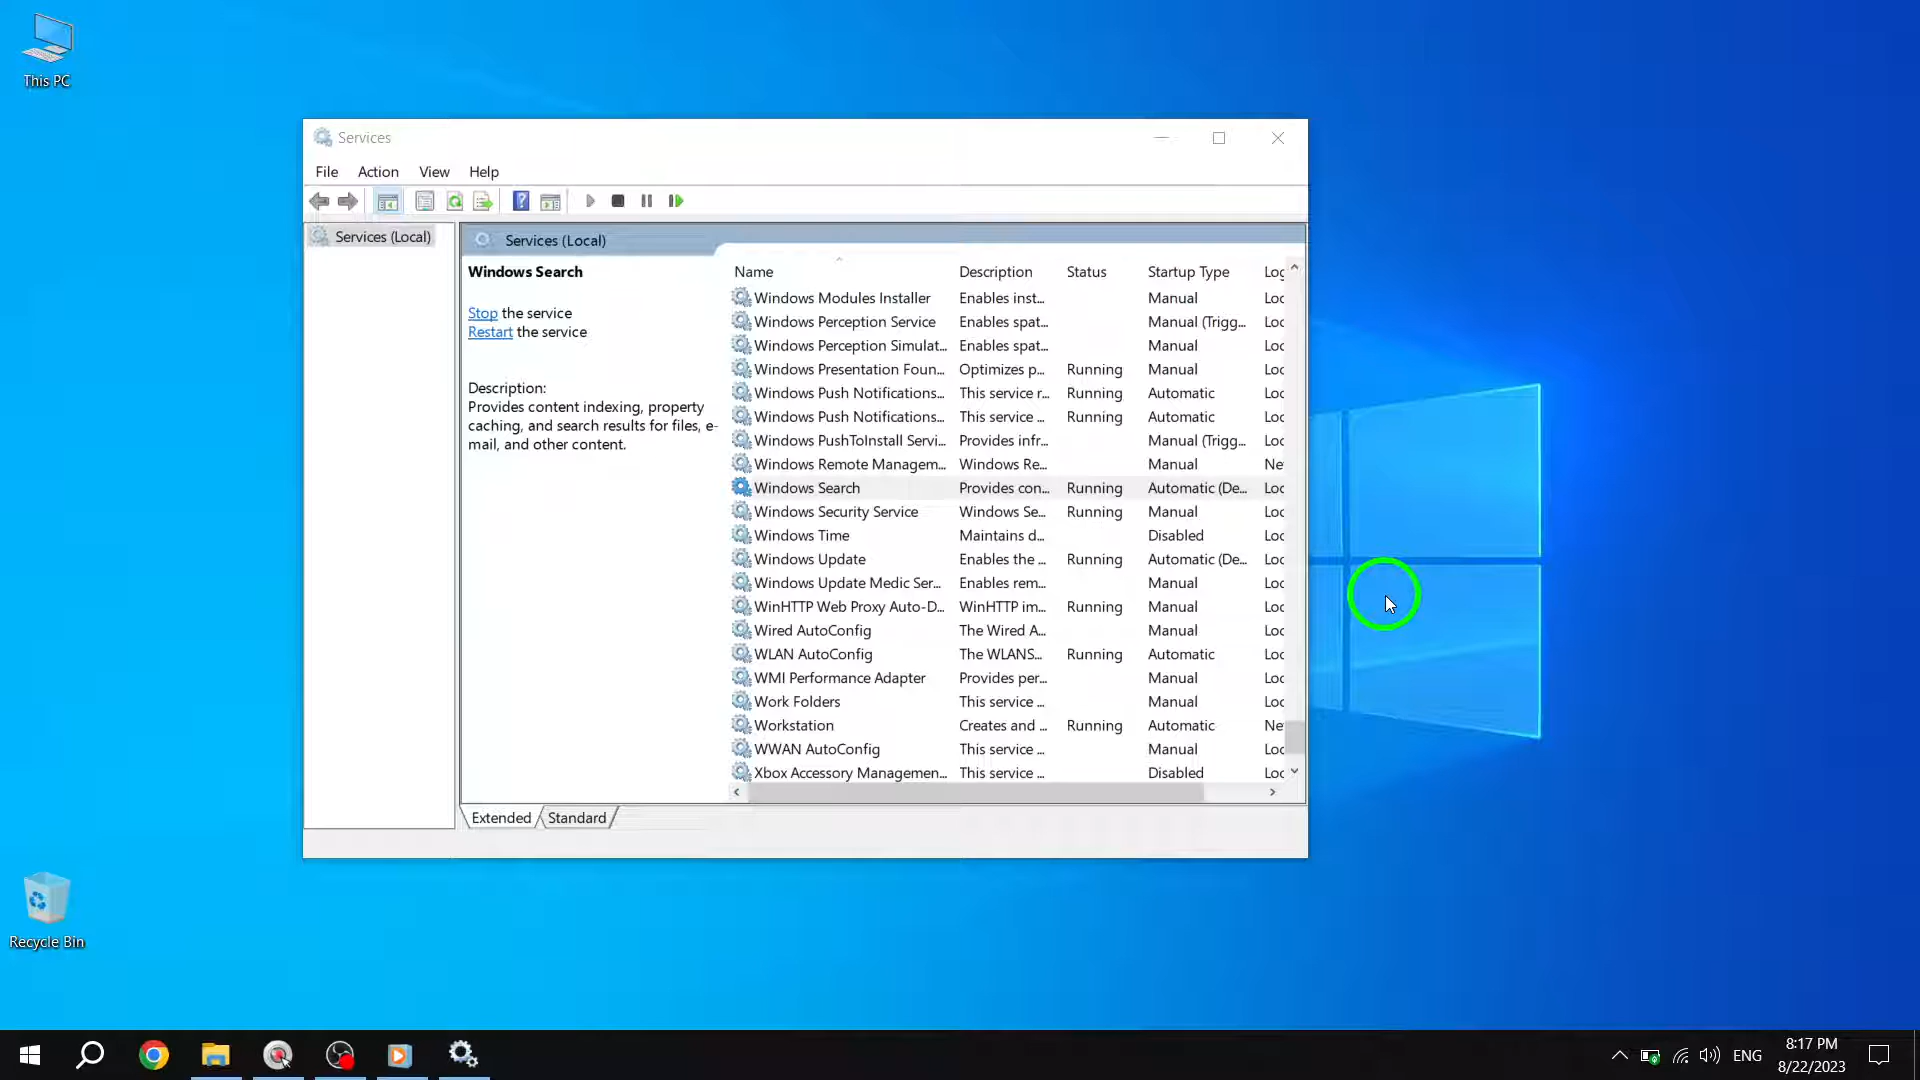 This PC
Services
File Action View Help
Services (Local)
Services (Local)
Windows Search
Stop the service
Restart the service
Description:
Provides content indexing, property
caching, and search results for files, e-
mail, and other content.
Name Description Status Startup Type Log
Windows Modules Installer Enables inst... Manual Loc
Windows Perception Service Enables spat... Manual (Trigg... Loc
Windows Perception Simulat... Enables spat... Manual Loc
Windows Presentation Foun... Optimizes p... Running Manual Loc
Windows Push Notifications... This service r... Running Automatic Loc
Windows Push Notifications... This service ... Running Automatic Loc
Windows PushToInstall Servi... Provides infr... Manual (Trigg... Loc
Windows Remote Managem... Windows Re... Manual Ne
Windows Search Provides con... Running Automatic (De... Loc
Windows Security Service Windows Se... Running Manual Loc
Windows Time Maintains d... Disabled Loc
Windows Update Enables the ... Running Automatic (De... Loc
Windows Update Medic Ser... Enables rem... Manual Loc
WinHTTP Web Proxy Auto-D... WinHTTP im... Running Manual Loc
Wired AutoConfig The Wired A... Manual Loc
WLAN AutoConfig The WLANS... Running Automatic Loc
WMI Performance Adapter Provides per... Manual Loc
Work Folders This service ... Manual Loc
Workstation Creates and ... Running Automatic Ne
WWAN AutoConfig This service ... Manual Loc
Xbox Accessory Managemen... This service ... Disabled Loc
Extended Standard
Recycle Bin
ENG
8:17 PM
8/22/2023